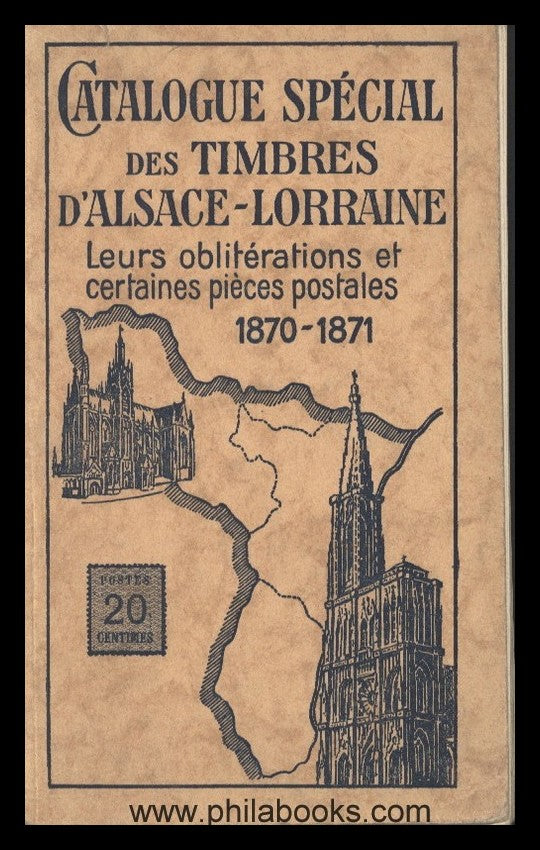 CATALOGUE SPÉCIAL
DES TIMBRES
D'ALSACE-LORRAINE
Leurs oblitérations et
certaines pièces postales
1870-1871
POSTES
20
CENTIMES
www.philabooks.com